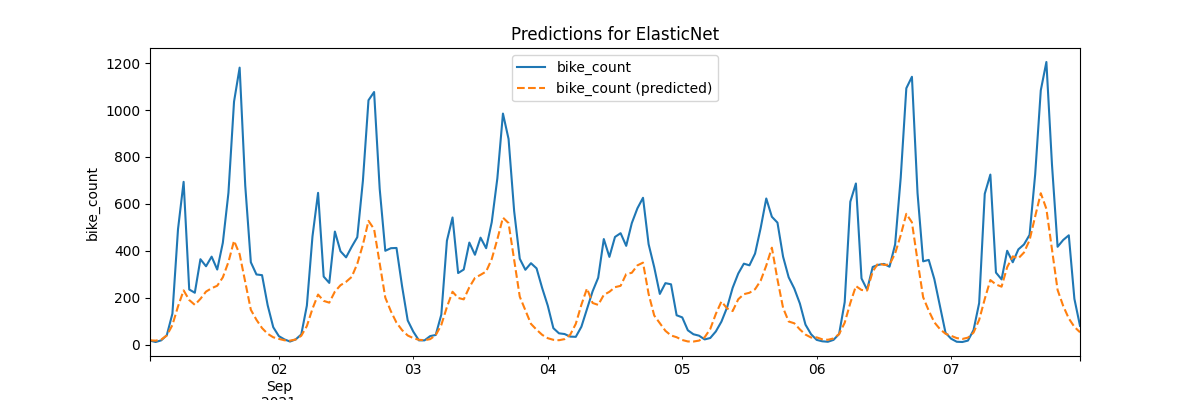 Predictions for ElasticNet
bike_count
bike_count (predicted)
bike_count
1200
1000
800
600
400
200
0
02 03 04 05 06 07
Sep
2021